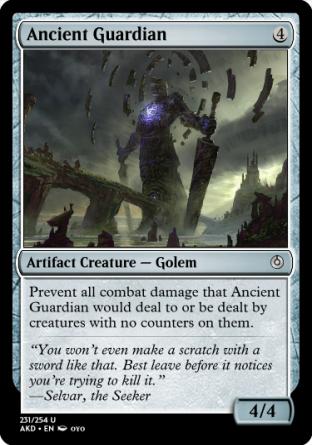 Ancient Guardian 4
Artifact Creature — Golem
Prevent all combat damage that Ancient
Guardian would deal to or be dealt by
creatures with no counters on them.
“You won’t even make a scratch with a
sword like that. Best leave before it notices
you’re trying to kill it.”
—Selvar, the Seeker
4/4
231/254 U
AKD • EN OYO